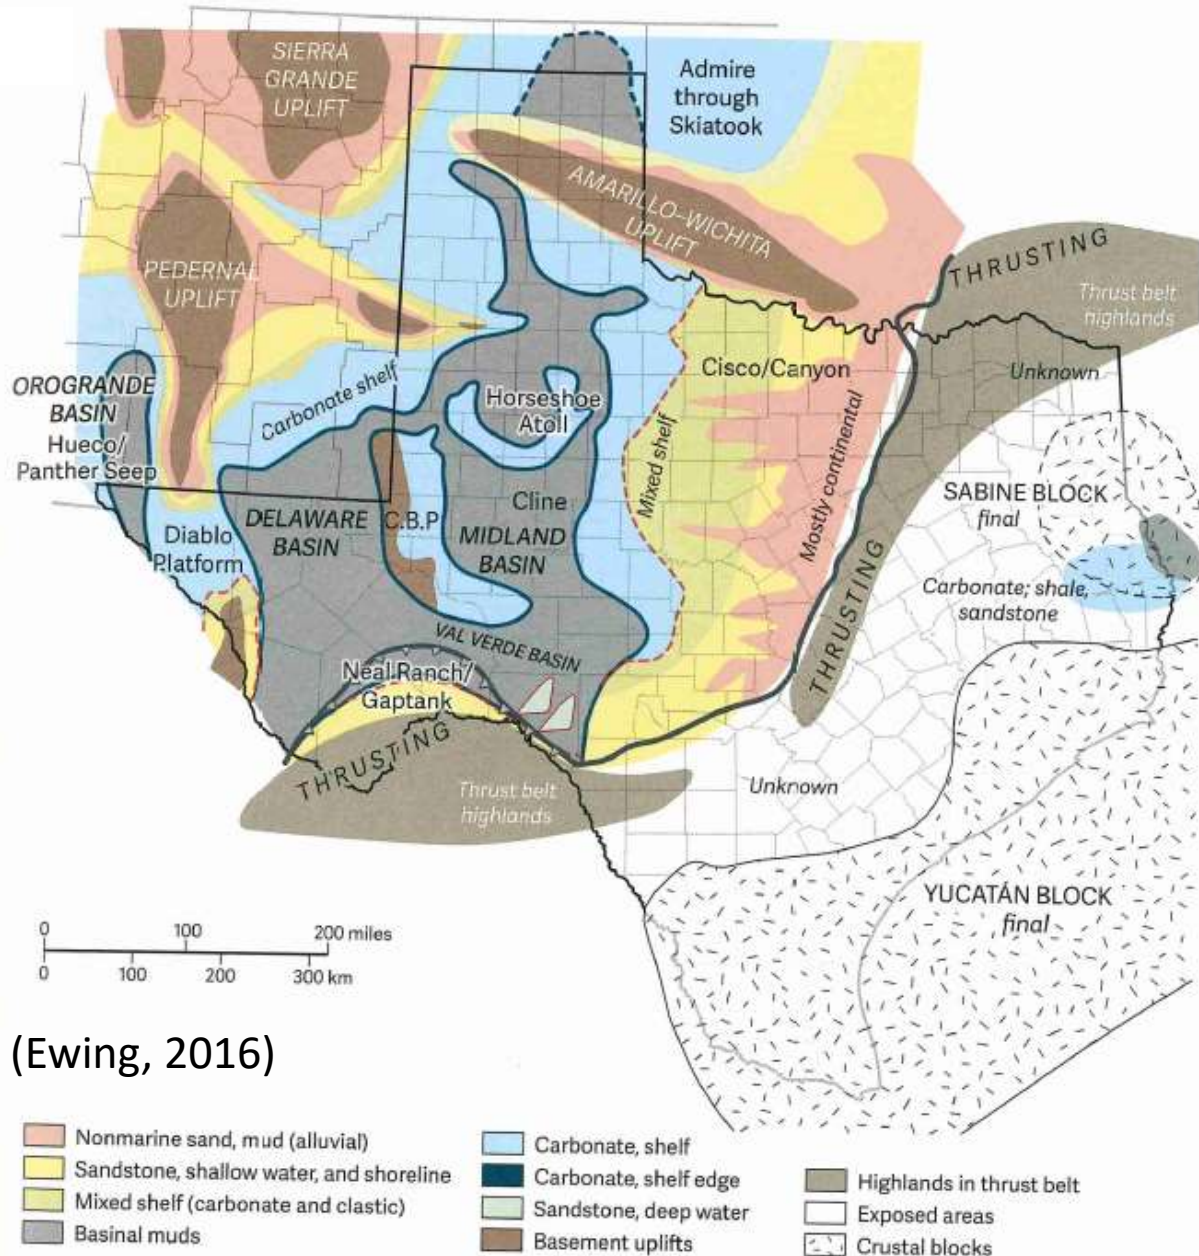 SIERRA
GRANDE
UPLIFT
Admire
through
Skiatook
AMARILLO–WICHITA
UPLIFT
PEDERNAL
UPLIFT
THRUSTING
Thrust belt
highlands
Unknown
Cisco/Canyon
OROGRANDE
BASIN
Hueco/
Panther Seep
Carbonate shelf
Horseshoe
Atoll
Mixed shelf
Mostly continental
Cline
MIDLAND
BASIN
DELAWARE
BASIN
C.B.P
Diablo
Platform
SABINE BLOCK
final
Carbonate; shale,
sandstone
THRUSTING
VAL VERDE BASIN
Neal Ranch/
Gaptank
THRUSTING
Thrust belt
highlands
Unknown
YUCATÁN BLOCK
final
0 100 200 miles
0 100 200 300 km
(Ewing, 2016)
Nonmarine sand, mud (alluvial)
Sandstone, shallow water, and shoreline
Mixed shelf (carbonate and clastic)
Basinal muds
Carbonate, shelf
Carbonate, shelf edge
Sandstone, deep water
Basement uplifts
Highlands in thrust belt
Exposed areas
Crustal blocks